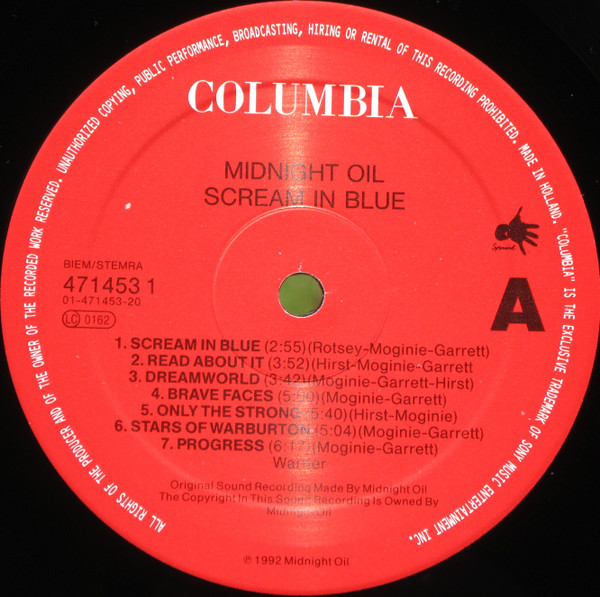 ALL RIGHTS OF THE PRODUCER AND OF THE OWNER OF THE RECORDED WORK RESERVED. UNAUTHORIZED COPYING, PUBLIC PERFORMANCE, BROADCASTING, HIRING OR RENTAL OF THIS RECORDING PROHIBITED. MADE IN HOLLAND. "COLUMBIA" IS THE EXCLUSIVE TRADEMARK OF SONY MUSIC ENTERTAINMENT INC.
COLUMBIA
MIDNIGHT OIL
SCREAM IN BLUE
Sprint
BIEM/STEMRA
471453 1
01-471453-20
LC 0162
A
1. SCREAM IN BLUE (2:55)(Rotsey-Moginie-Garrett)
2. READ ABOUT IT (3:52)(Hirst-Moginie-Garrett
3. DREAMWORLD (3:42)(Moginie-Garrett-Hirst)
4. BRAVE FACES (5:00)(Moginie-Garrett)
5. ONLY THE STRONG (5:40)(Hirst-Moginie)
6. STARS OF WARBURTON (5:04)(Moginie-Garrett)
7. PROGRESS (6:17)(Moginie-Garrett)
Warner
Original Sound Recording Made By Midnight Oil
The Copyright In This Sound Recording Is Owned By
Midnight Oil
℗ 1992 Midnight Oil